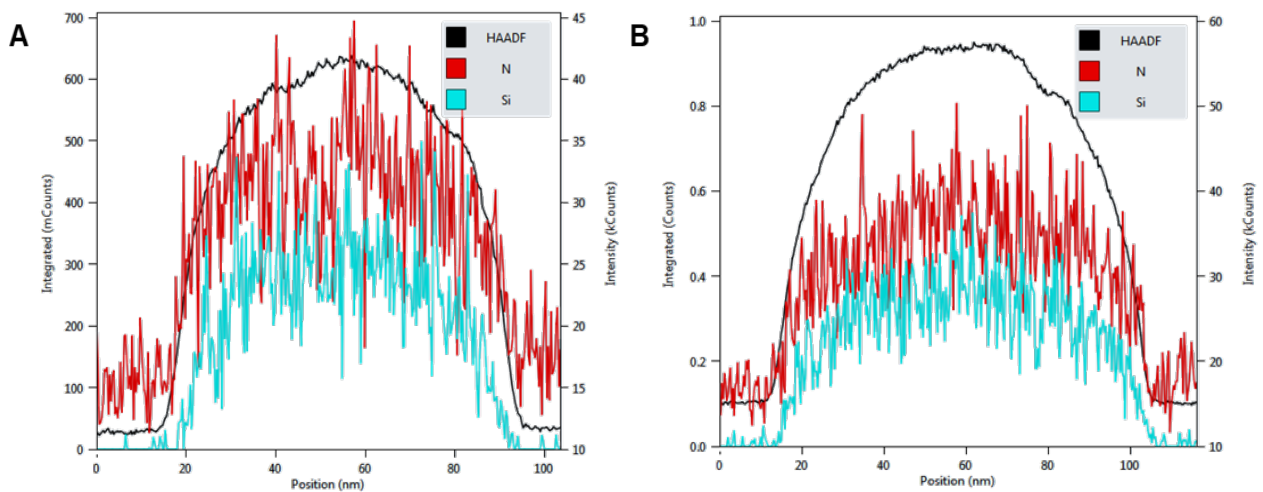 A
HAADF
N
Si
Integrated (mCounts)
700
600
500
400
300
200
100
0
Intensity (kCounts)
45
40
35
30
25
20
15
10
0
20
40
60
80
100
Position (nm)
B
HAADF
N
Si
Integrated (Counts)
1.0
0.8
0.6
0.4
0.2
0.0
Intensity (kCounts)
60
50
40
30
20
10
0
20
40
60
80
100
Position (nm)